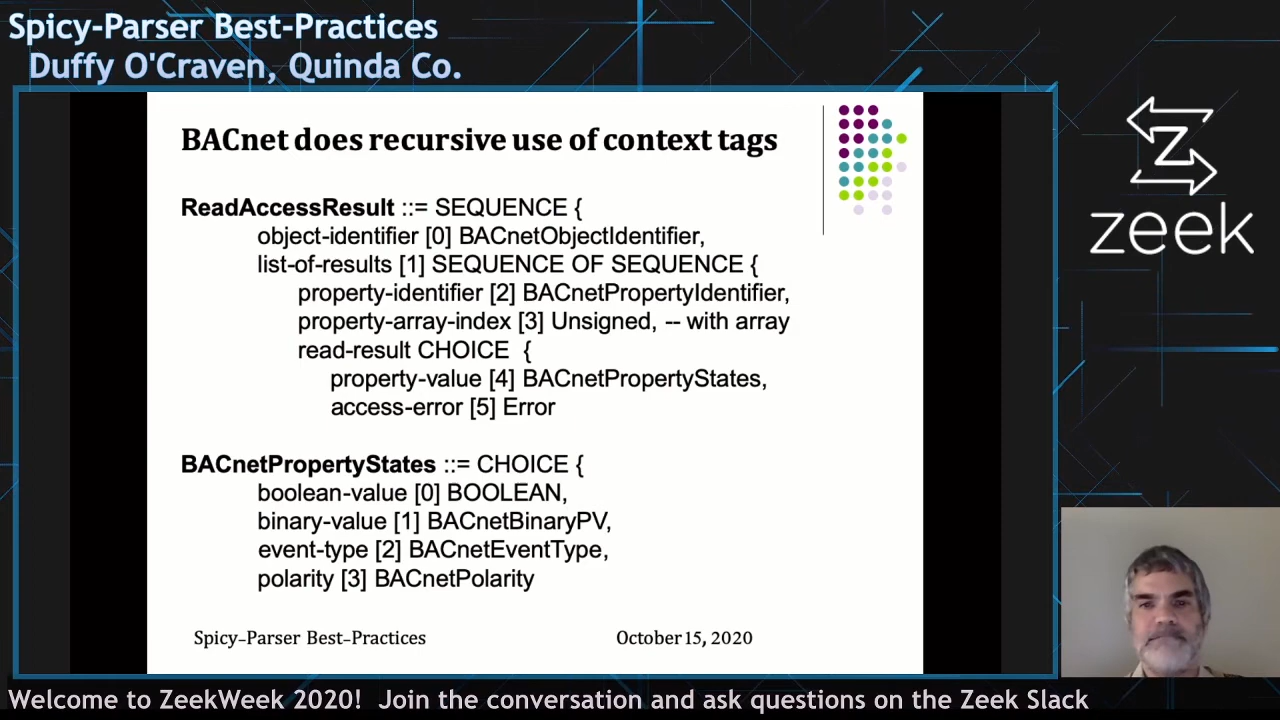 Spicy-Parser Best-Practices
Duffy O'Craven, Quinda Co.
BACnet does recursive use of context tags
ReadAccessResult ::= SEQUENCE {
object-identifier [0] BACnetObjectIdentifier,
list-of-results [1] SEQUENCE OF SEQUENCE {
property-identifier [2] BACnetPropertyIdentifier,
property-array-index [3] Unsigned, -- with array
read-result CHOICE {
property-value [4] BACnetPropertyStates,
access-error [5] Error
BACnetPropertyStates ::= CHOICE {
boolean-value [0] BOOLEAN,
binary-value [1] BACnetBinaryPV,
event-type [2] BACnetEventType,
polarity [3] BACnetPolarity
Spicy-Parser Best-Practices
October 15, 2020
Z
zeek
Welcome to ZeekWeek 2020! Join the conversation and ask questions on the Zeek Slack